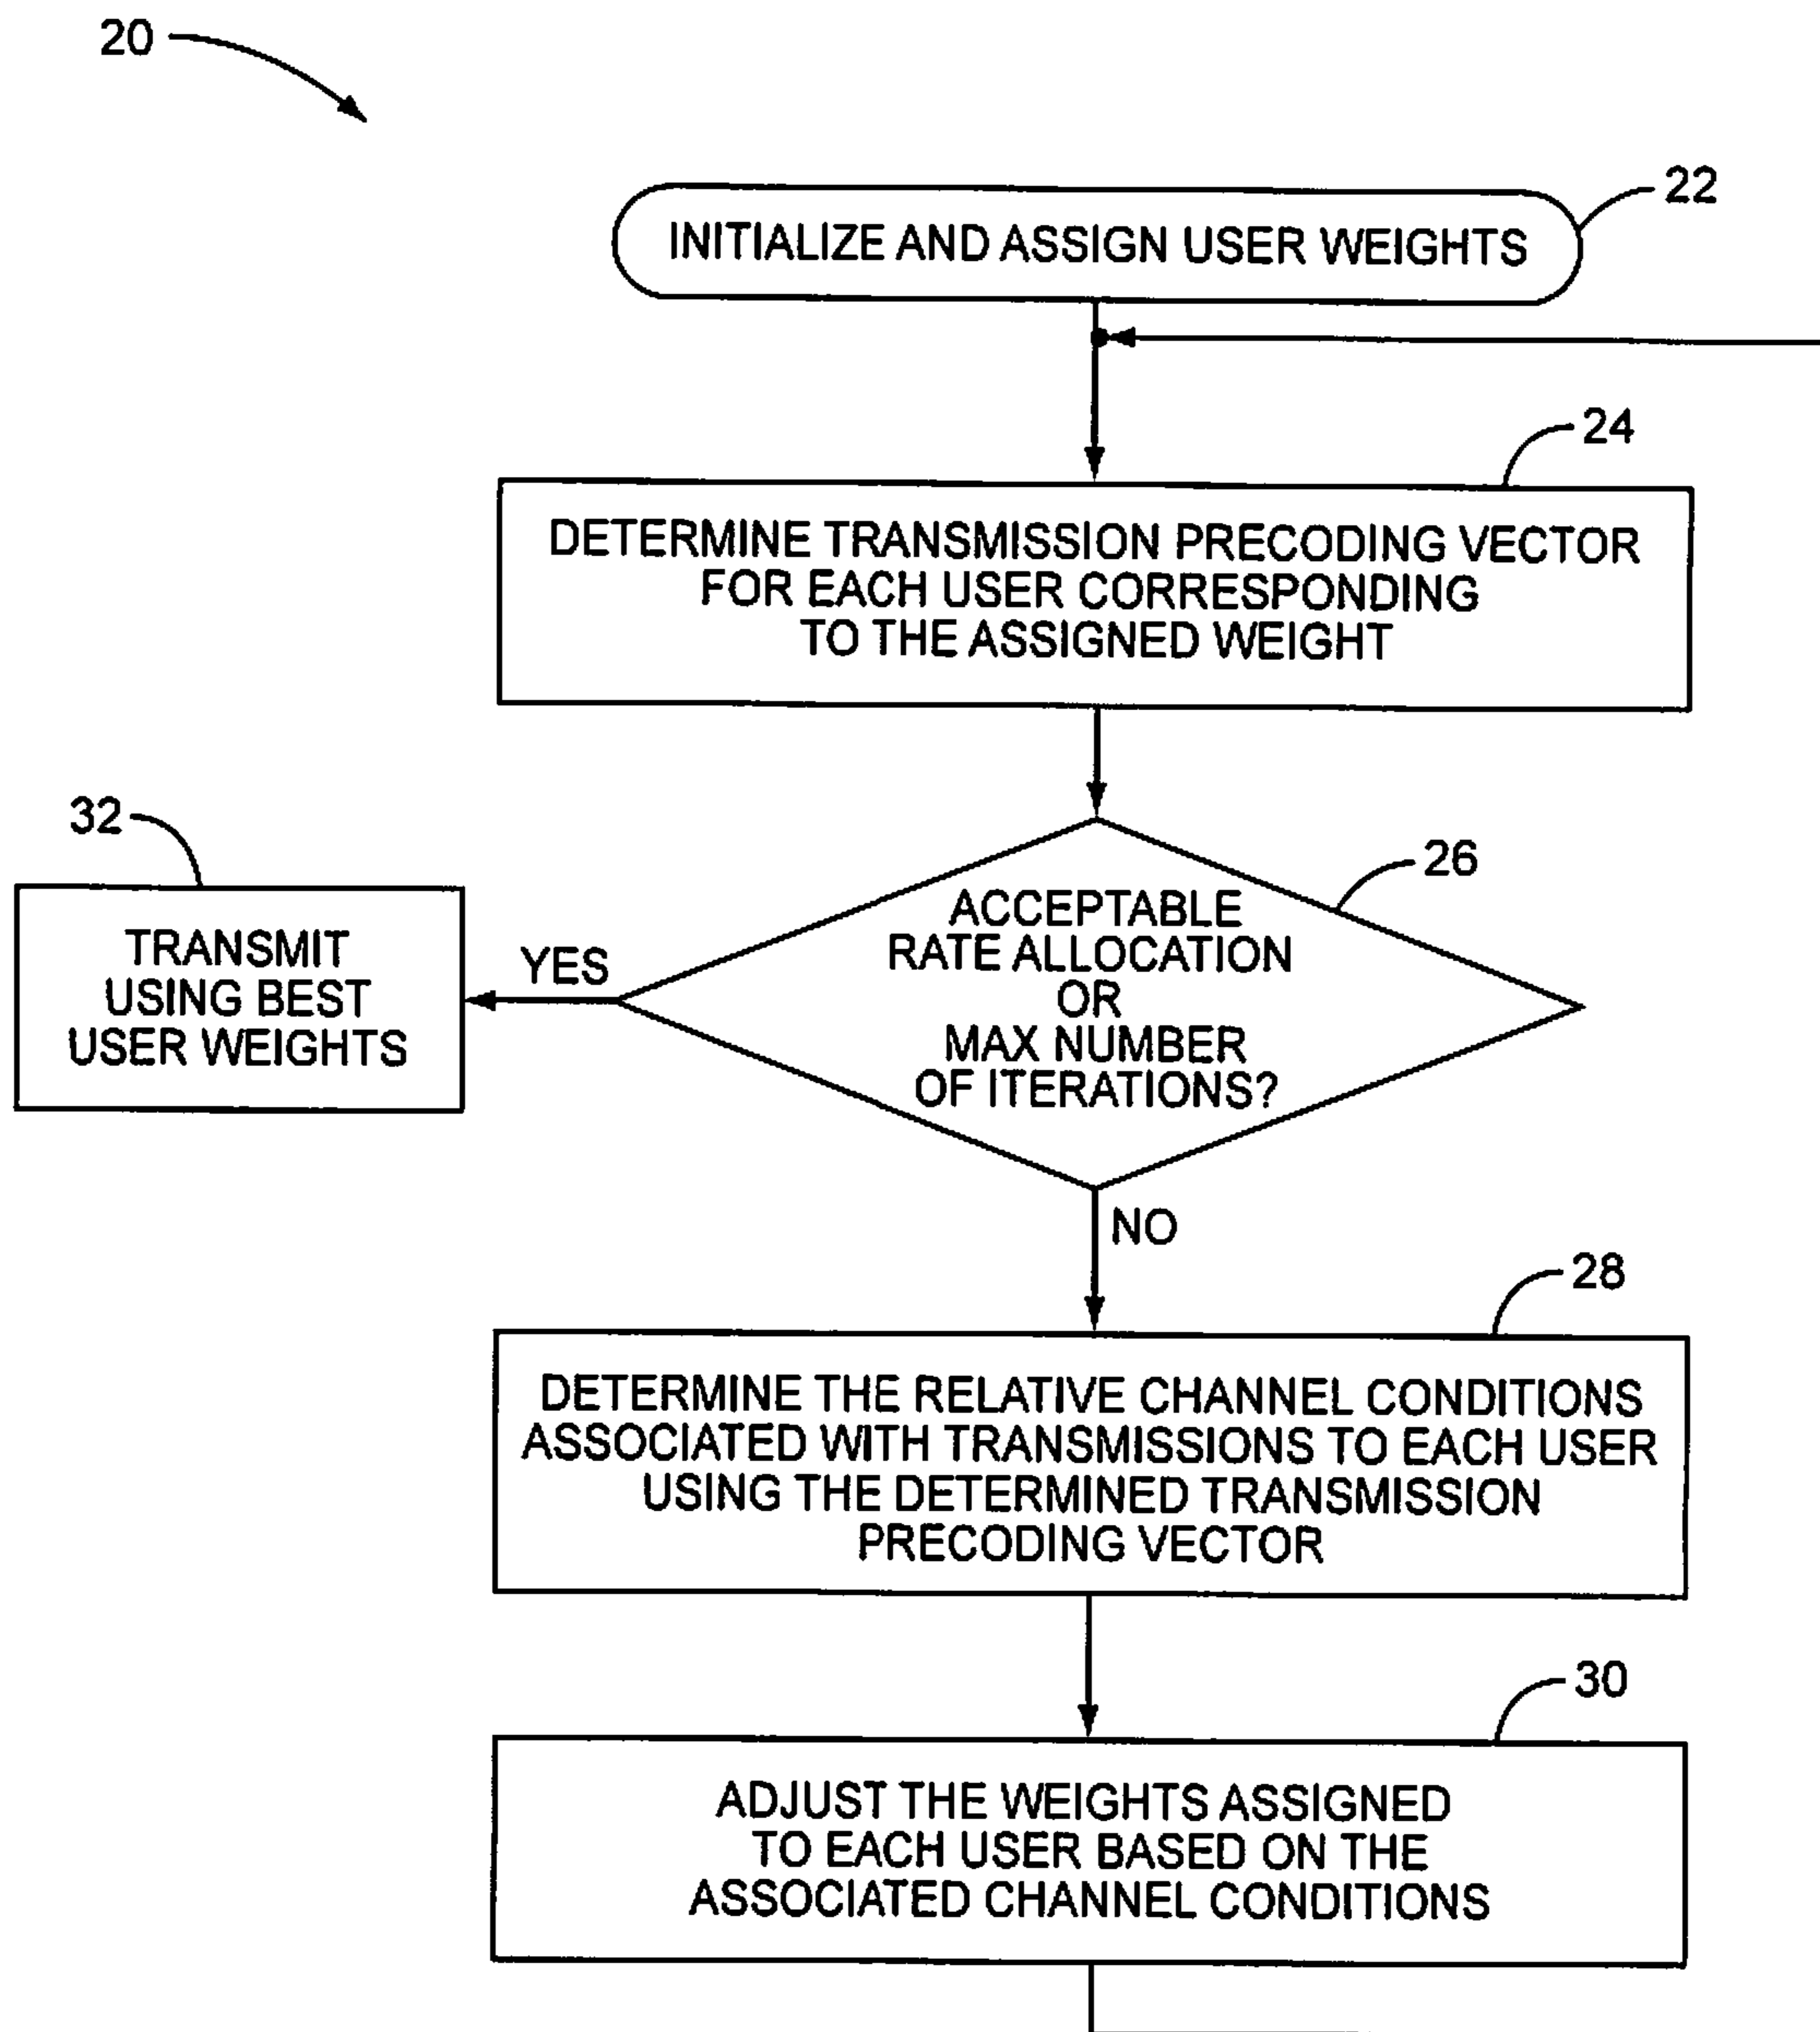 20
22
INITIALIZE AND ASSIGN USER WEIGHTS
24
DETERMINE TRANSMISSION PRECODING VECTOR
FOR EACH USER CORRESPONDING
TO THE ASSIGNED WEIGHT
32
TRANSMIT
USING BEST
USER WEIGHTS
YES
26
ACCEPTABLE
RATE ALLOCATION
OR
MAX NUMBER
OF ITERATIONS?
NO
28
DETERMINE THE RELATIVE CHANNEL CONDITIONS
ASSOCIATED WITH TRANSMISSIONS TO EACH USER
USING THE DETERMINED TRANSMISSION
PRECODING VECTOR
30
ADJUST THE WEIGHTS ASSIGNED
TO EACH USER BASED ON THE
ASSOCIATED CHANNEL CONDITIONS